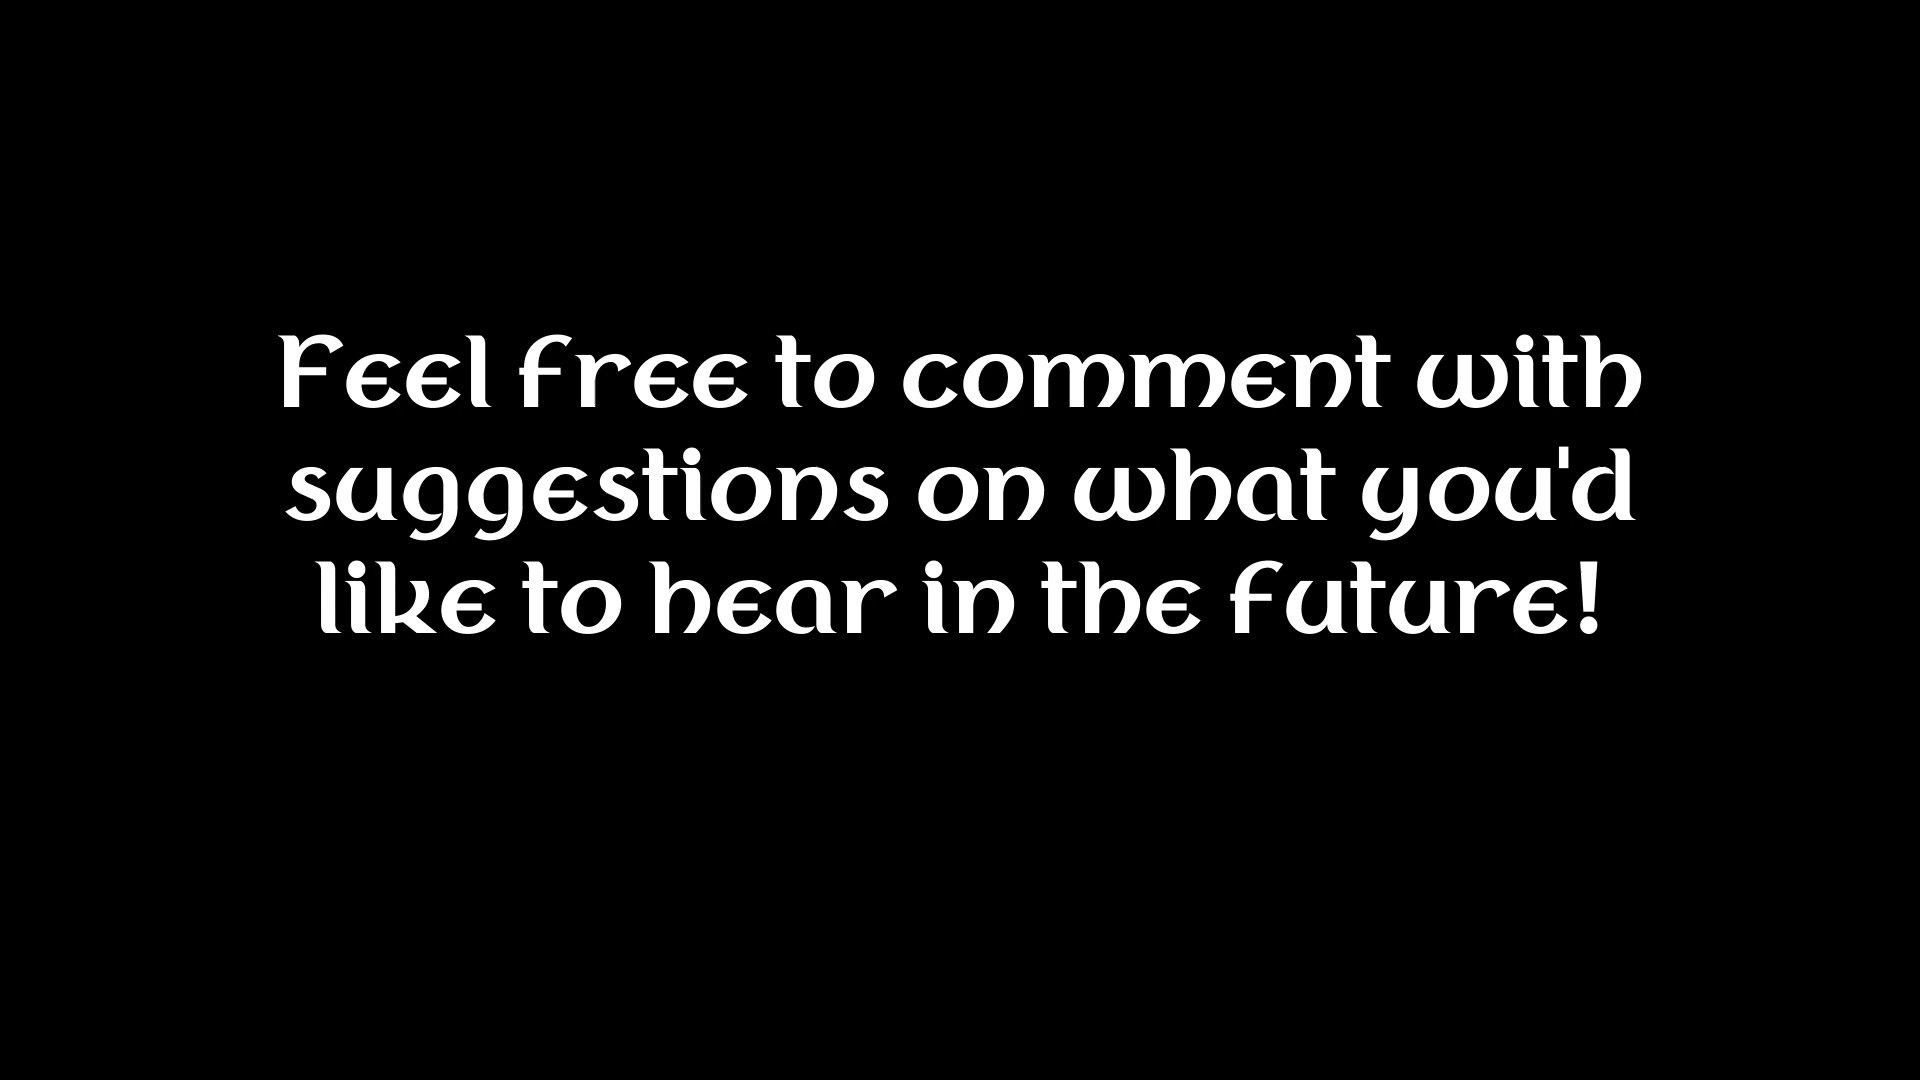 Feel free to comment with
suggestions on what you'd
like to hear in the future!